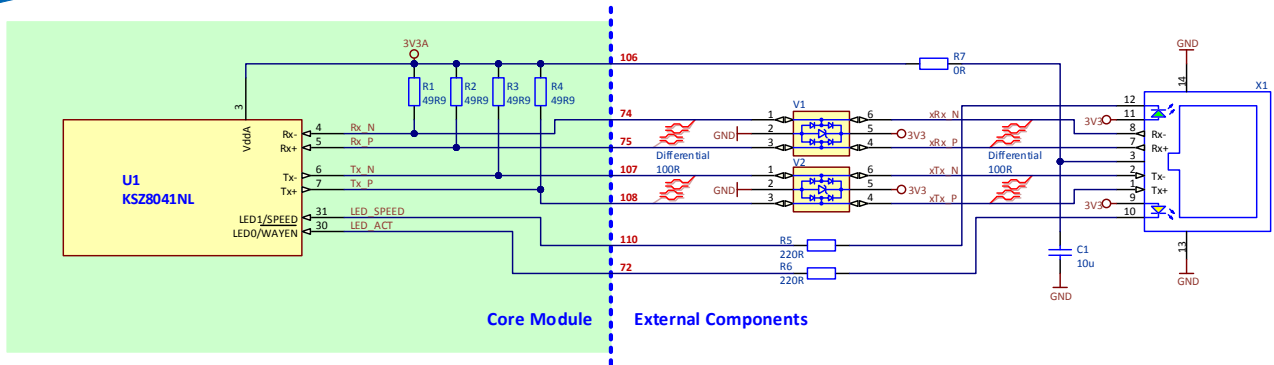 3V3A
106
R7
0R
GND
14
X1
R1
49R9
R2
49R9
R3
49R9
R4
49R9
3
VddA
74
V1
12
11
3V3
4
Rx-
Rx_N
1
6
xRx_N
8
Rx-
GND
2
5
3V3
5
Rx+
Rx_P
75
3
4
xRx_P
7
Rx+
Differential
100R
V2
Differential
100R
3
U1
KSZ8041NL
6
Tx-
Tx_N
107
1
6
xTx_N
2
Tx-
7
Tx+
Tx_P
GND
2
5
3V3
1
Tx+
108
3
4
xTx_P
3V3
9
10
31
LED1/SPEED
LED_SPEED
30
LED0/WAYEN
LED_ACT
110
R5
220R
72
R6
220R
C1
10u
GND
13
GND
Core Module
External Components